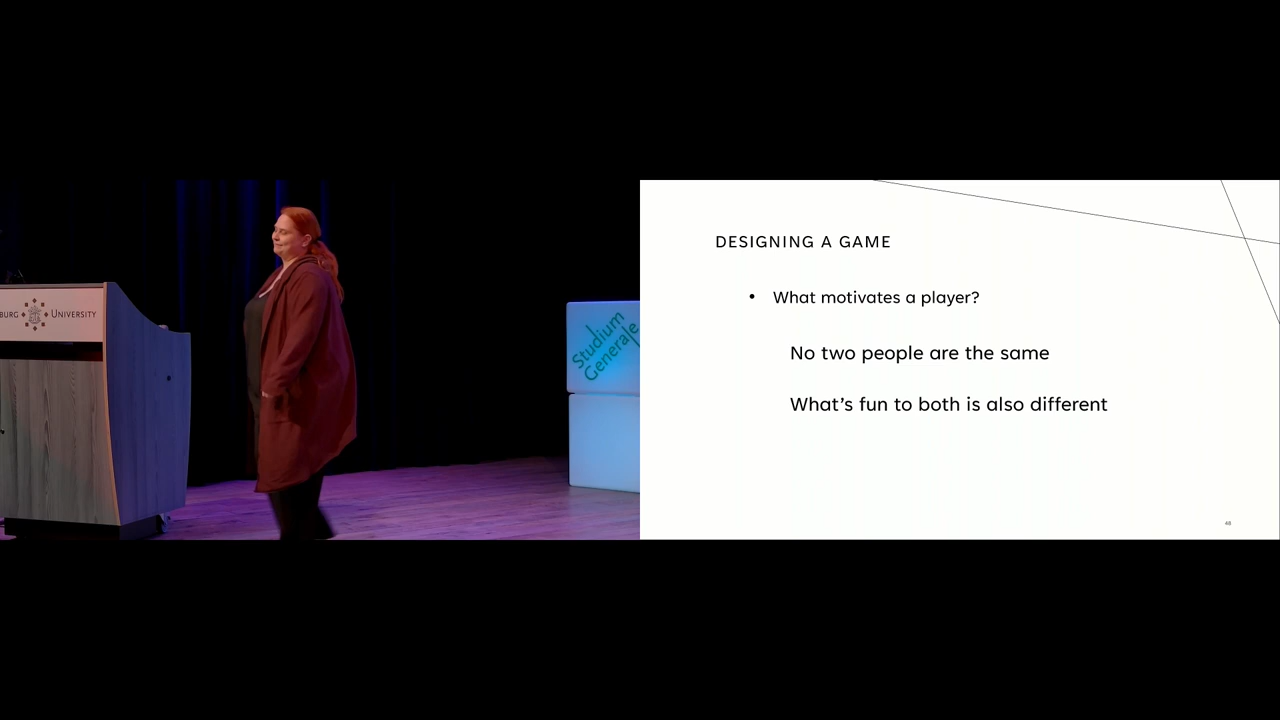 BURG UNIVERSITY
Studium
Generale
DESIGNING A GAME
• What motivates a player?
No two people are the same
What’s fun to both is also different
48